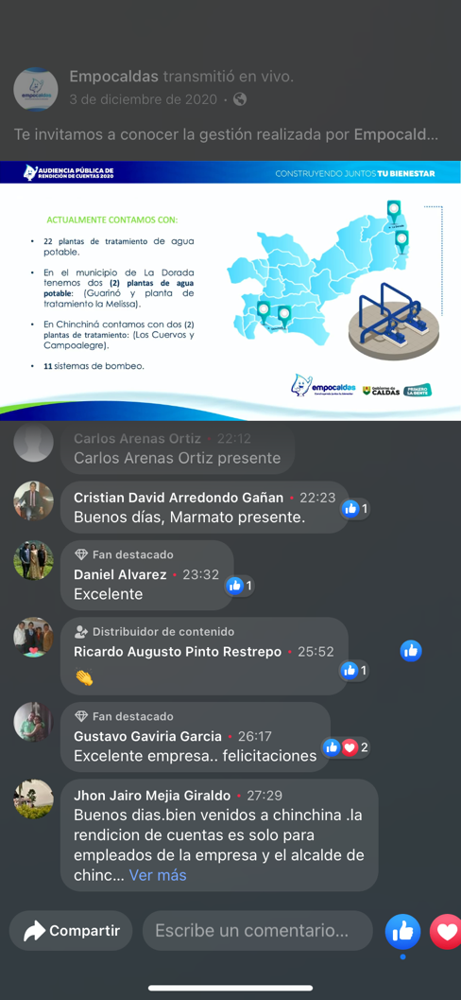 Empocaldas transmitió en vivo.
3 de diciembre de 2020 ·
Te invitamos a conocer la gestión realizada por Empocald...
AUDIENCIA PÚBLICA DE
RENDICIÓN DE CUENTAS 2020
CONSTRUYENDO JUNTOS TU BIENESTAR
ACTUALMENTE CONTAMOS CON:
• 22 plantas de tratamiento de agua
potable.
• En el municipio de La Dorada
tenemos dos (2) plantas de agua
potable: (Guarinó y planta de
tratamiento la Melissa).
• En Chinchiná contamos con dos (2)
plantas de tratamiento: (Los Cuervos y
Campoalegre).
• 11 sistemas de bombeo.
empocaldas
Gobierno de
CALDAS
PRIMERO
LA GENTE
Carlos Arenas Ortiz · 22:12
Carlos Arenas Ortiz presente
Cristian David Arredondo Gañan · 22:23
Buenos días, Marmato presente.
1
Fan destacado
Daniel Alvarez · 23:32
Excelente
1
Distribuidor de contenido
Ricardo Augusto Pinto Restrepo · 25:52
👏
1
Fan destacado
Gustavo Gaviria Garcia · 26:17
Excelente empresa.. felicitaciones
2
Jhon Jairo Mejia Giraldo · 27:29
Buenos dias.bien venidos a chinchina .la
rendicion de cuentas es solo para
empleados de la empresa y el alcalde de
chinc... Ver más
Compartir
Escribe un comentario...